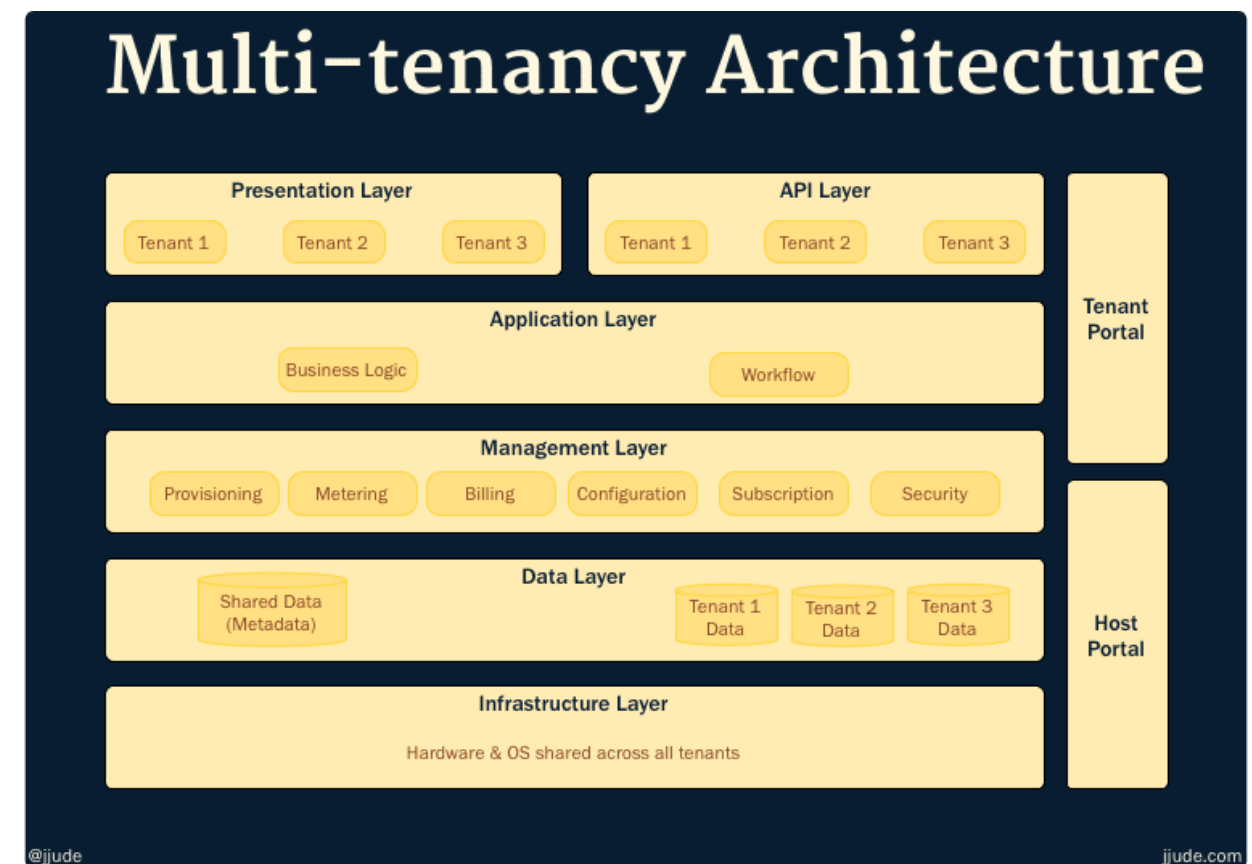 Multi-tenancy Architecture
Presentation Layer
Tenant 1
Tenant 2
Tenant 3
API Layer
Tenant 1
Tenant 2
Tenant 3
Tenant
Portal
Application Layer
Business Logic
Workflow
Management Layer
Provisioning
Metering
Billing
Configuration
Subscription
Security
Host
Portal
Data Layer
Shared Data
(Metadata)
Tenant 1
Data
Tenant 2
Data
Tenant 3
Data
Infrastructure Layer
Hardware & OS shared across all tenants
@jjude
jjude.com